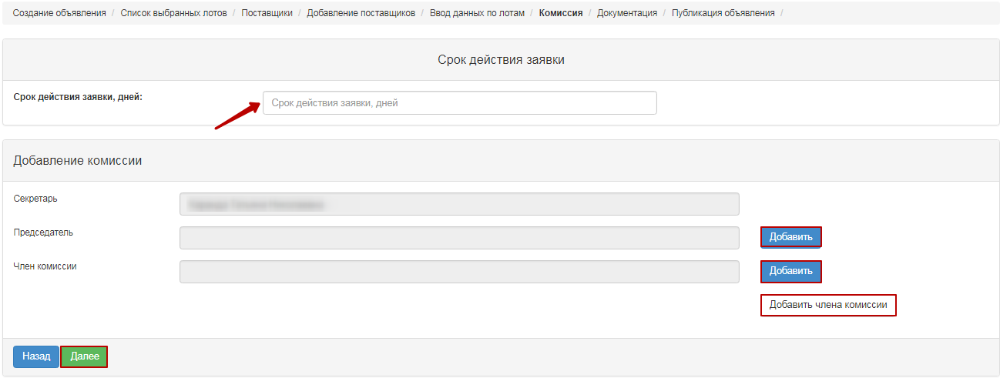 Создание объявления / Список выбранных лотов / Поставщики / Добавление поставщиков / Ввод данных по лотам / Комиссия / Документация / Публикация объявления /
Срок действия заявки
Срок действия заявки, дней:
Срок действия заявки, дней
Добавление комиссии
Секретарь
Председатель
Добавить
Член комиссии
Добавить
Добавить члена комиссии
Назад
Далее